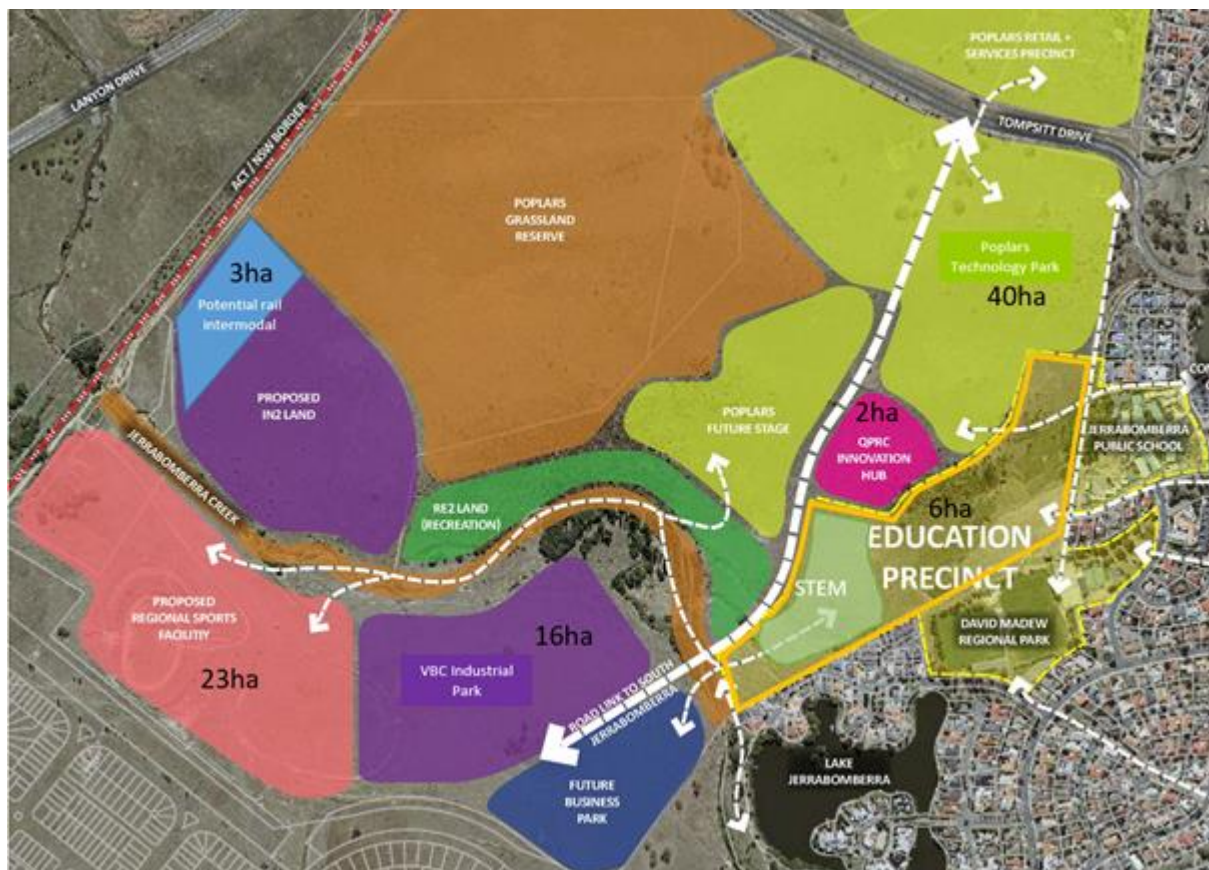 POPLARS RETAIL +
SERVICES PRECINCT
LANYON DRIVE
ACT / NSW BORDER
TOMPSITT DRIVE
POPLARS
GRASSLAND
RESERVE
Poplars
Technology Park
40ha
3ha
Potential rail
intermodal
PROPOSED
IN2 LAND
POPLARS
FUTURE STAGE
2ha
QPRC
INNOVATION
HUB
JERRABOMBERRA
PUBLIC SCHOOL
JERRABOMBERRA CREEK
RE2 LAND
(RECREATION)
6ha
EDUCATION
PRECINCT
STEM
PROPOSED
REGIONAL SPORTS
FACILITIY
23ha
16ha
VBC Industrial
Park
DAVID MADEW
REGIONAL PARK
ROAD LINK TO SOUTH
JERRABOMBERRA
FUTURE
BUSINESS
PARK
LAKE
JERRABOMBERRA